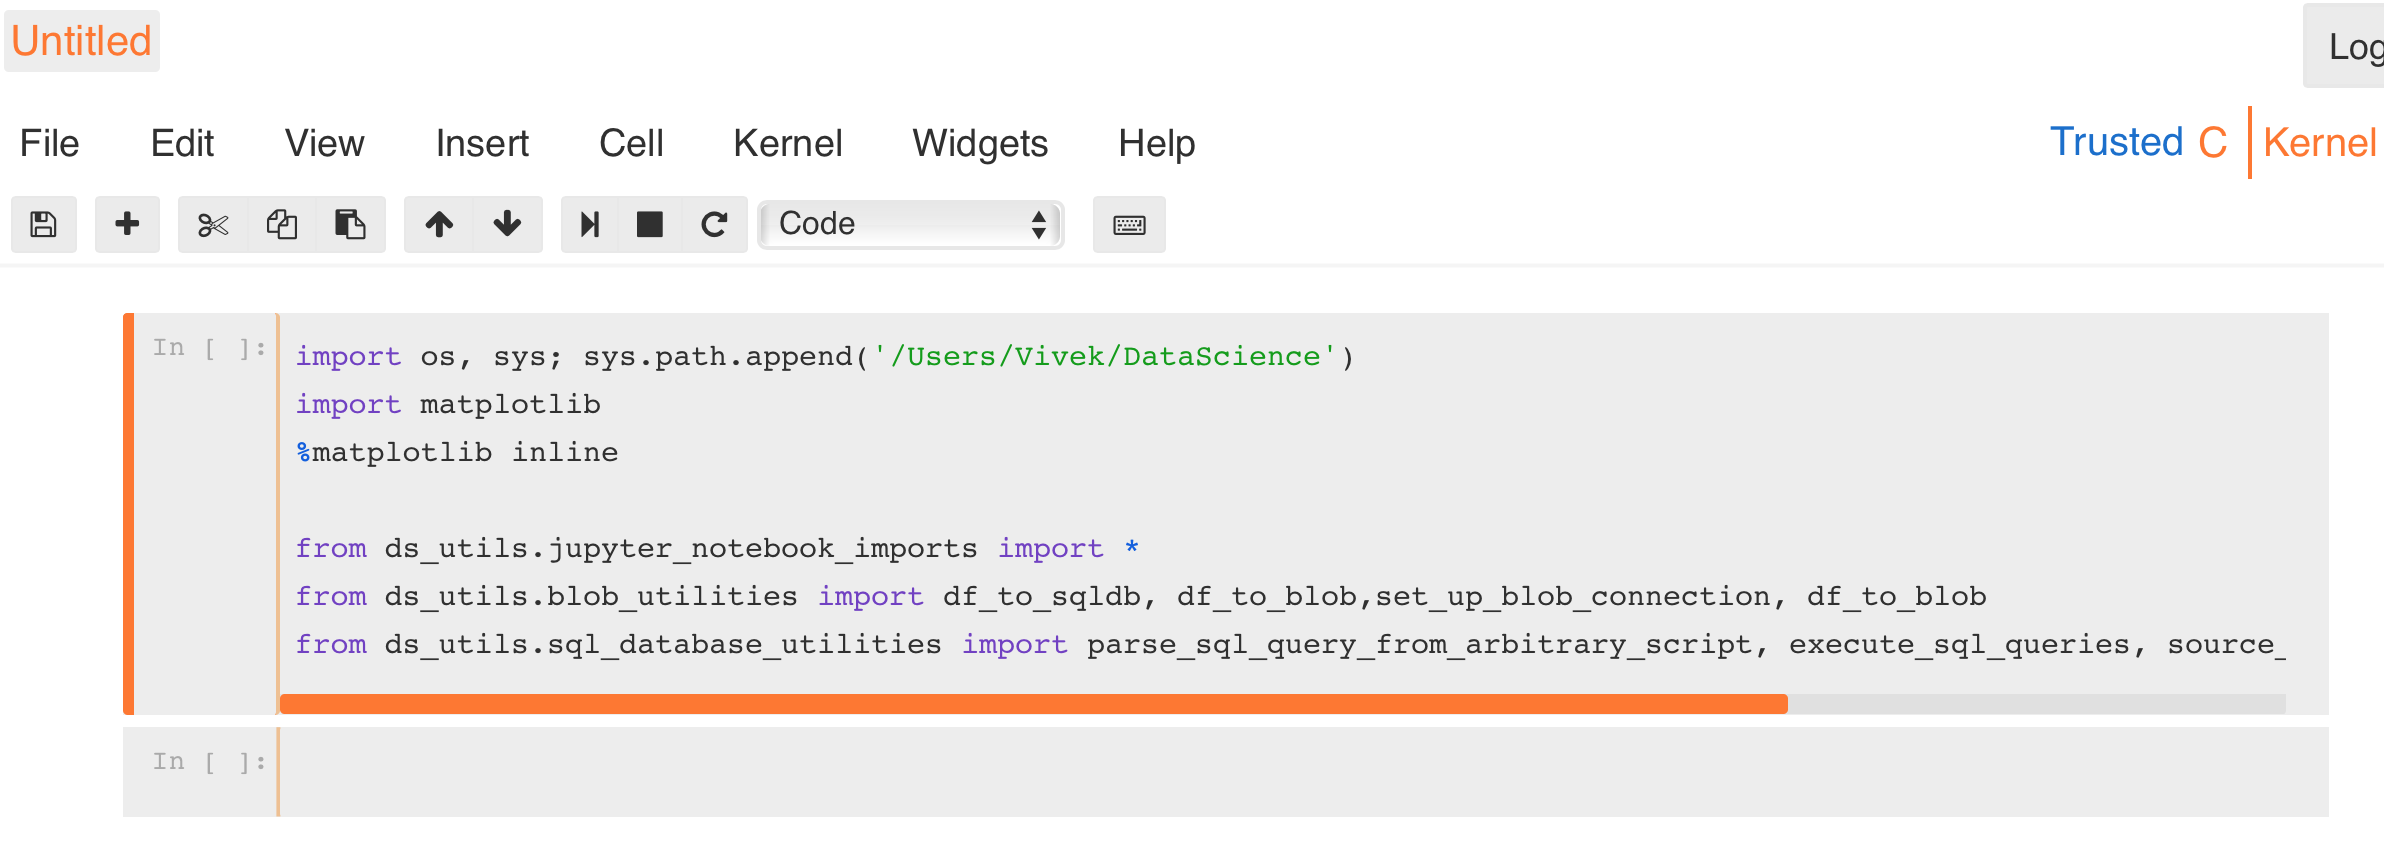 Untitled
Log
File Edit View Insert Cell Kernel Widgets Help
Trusted C Kernel
Code
In [ ]:
import os, sys; sys.path.append('/Users/Vivek/DataScience')
import matplotlib
%matplotlib inline
from ds_utils.jupyter_notebook_imports import *
from ds_utils.blob_utilities import df_to_sqldb, df_to_blob,set_up_blob_connection, df_to_blob
from ds_utils.sql_database_utilities import parse_sql_query_from_arbitrary_script, execute_sql_queries, source_
In [ ]: